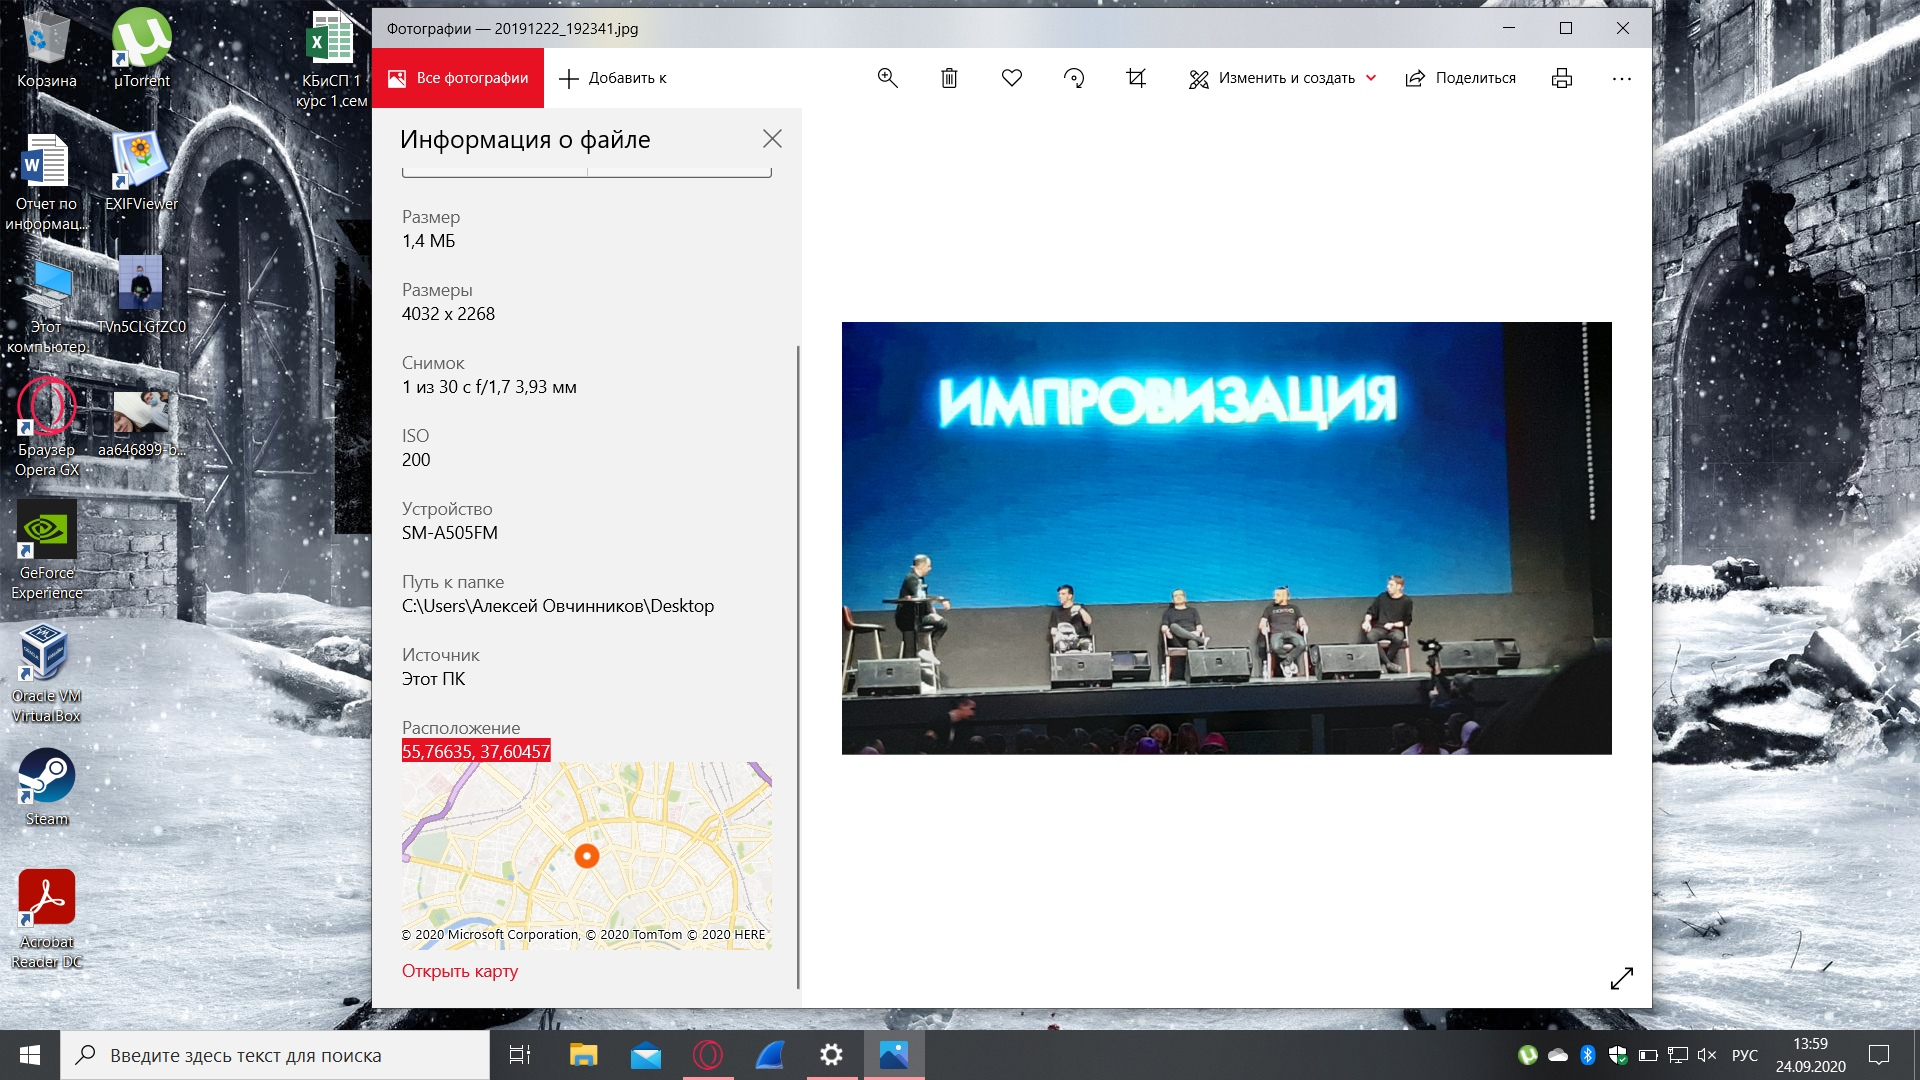 Корзина
µTorrent
КБиСП 1
курс 1 сем
Отчет по
информац...
EXIFViewer
Этот
компьютер
TVn5CLGfZC0
Браузер
Opera GX
aa646899-b...
GeForce
Experience
Oracle VM
VirtualBox
Steam
Acrobat
Reader DC
Фотографии — 20191222_192341.jpg
Все фотографии
Добавить к
Изменить и создать
Поделиться
Информация о файле
Размер
1,4 МБ
Размеры
4032 x 2268
Снимок
1 из 30 с f/1,7 3,93 мм
ISO
200
Устройство
SM-A505FM
Путь к папке
C:\Users\Алексей Овчинников\Desktop
Источник
Этот ПК
Расположение
55,76635, 37,60457
© 2020 Microsoft Corporation, © 2020 TomTom © 2020 HERE
Открыть карту
ИМПРОВИЗАЦИЯ
Введите здесь текст для поиска
РУС
13:59
24.09.2020